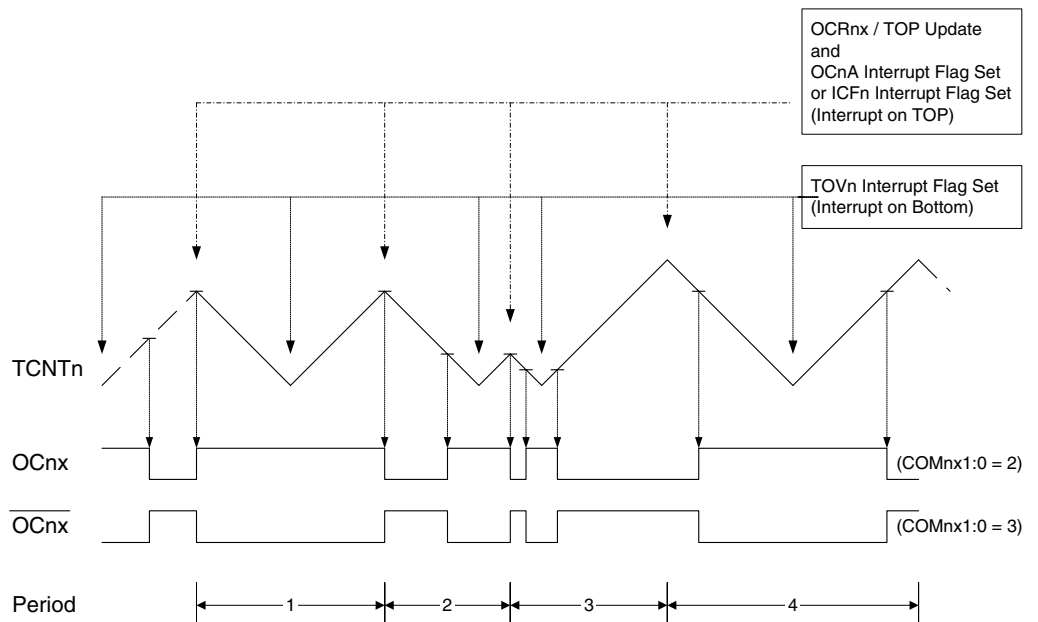 OCRnx / TOP Update
and
OCnA Interrupt Flag Set
or ICFn Interrupt Flag Set
(Interrupt on TOP)
TOVn Interrupt Flag Set
(Interrupt on Bottom)
TCNTn
OCnx
(COMnx1:0 = 2)
OCnx
(COMnx1:0 = 3)
Period
1
2
3
4